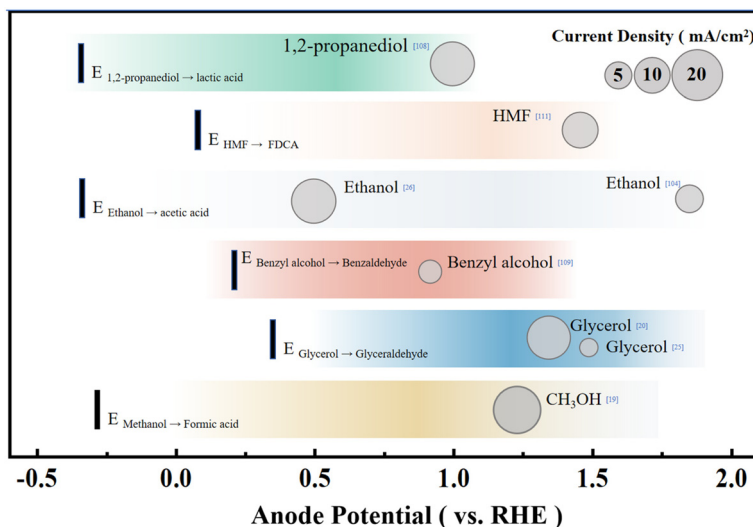 1,2-propanediol [108]
Current Density ( mA/cm²)
5 10 20
E 1,2-propanediol → lactic acid
HMF [111]
E HMF → FDCA
Ethanol [26]
Ethanol [104]
E Ethanol → acetic acid
E Benzyl alcohol → Benzaldehyde
Benzyl alcohol [109]
Glycerol [20]
Glycerol [25]
E Glycerol → Glyceraldehyde
CH₃OH [19]
E Methanol → Formic acid
-0.5 0.0 0.5 1.0 1.5 2.0
Anode Potential ( vs. RHE )